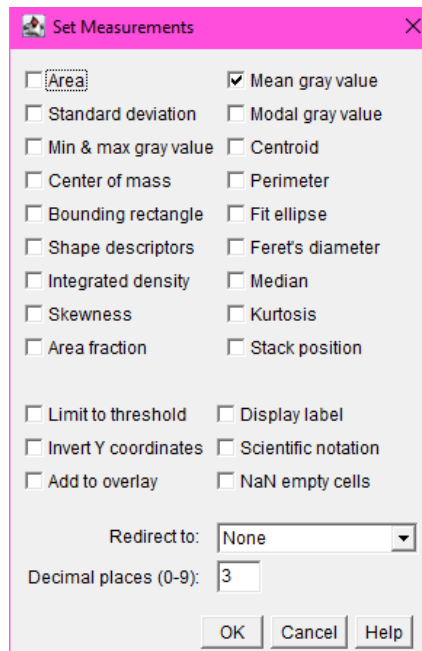 Set Measurements
Area Mean gray value
Standard deviation Modal gray value
Min & max gray value Centroid
Center of mass Perimeter
Bounding rectangle Fit ellipse
Shape descriptors Feret's diameter
Integrated density Median
Skewness Kurtosis
Area fraction Stack position
Limit to threshold Display label
Invert Y coordinates Scientific notation
Add to overlay NaN empty cells
Redirect to: None
Decimal places (0-9): 3
OK Cancel Help